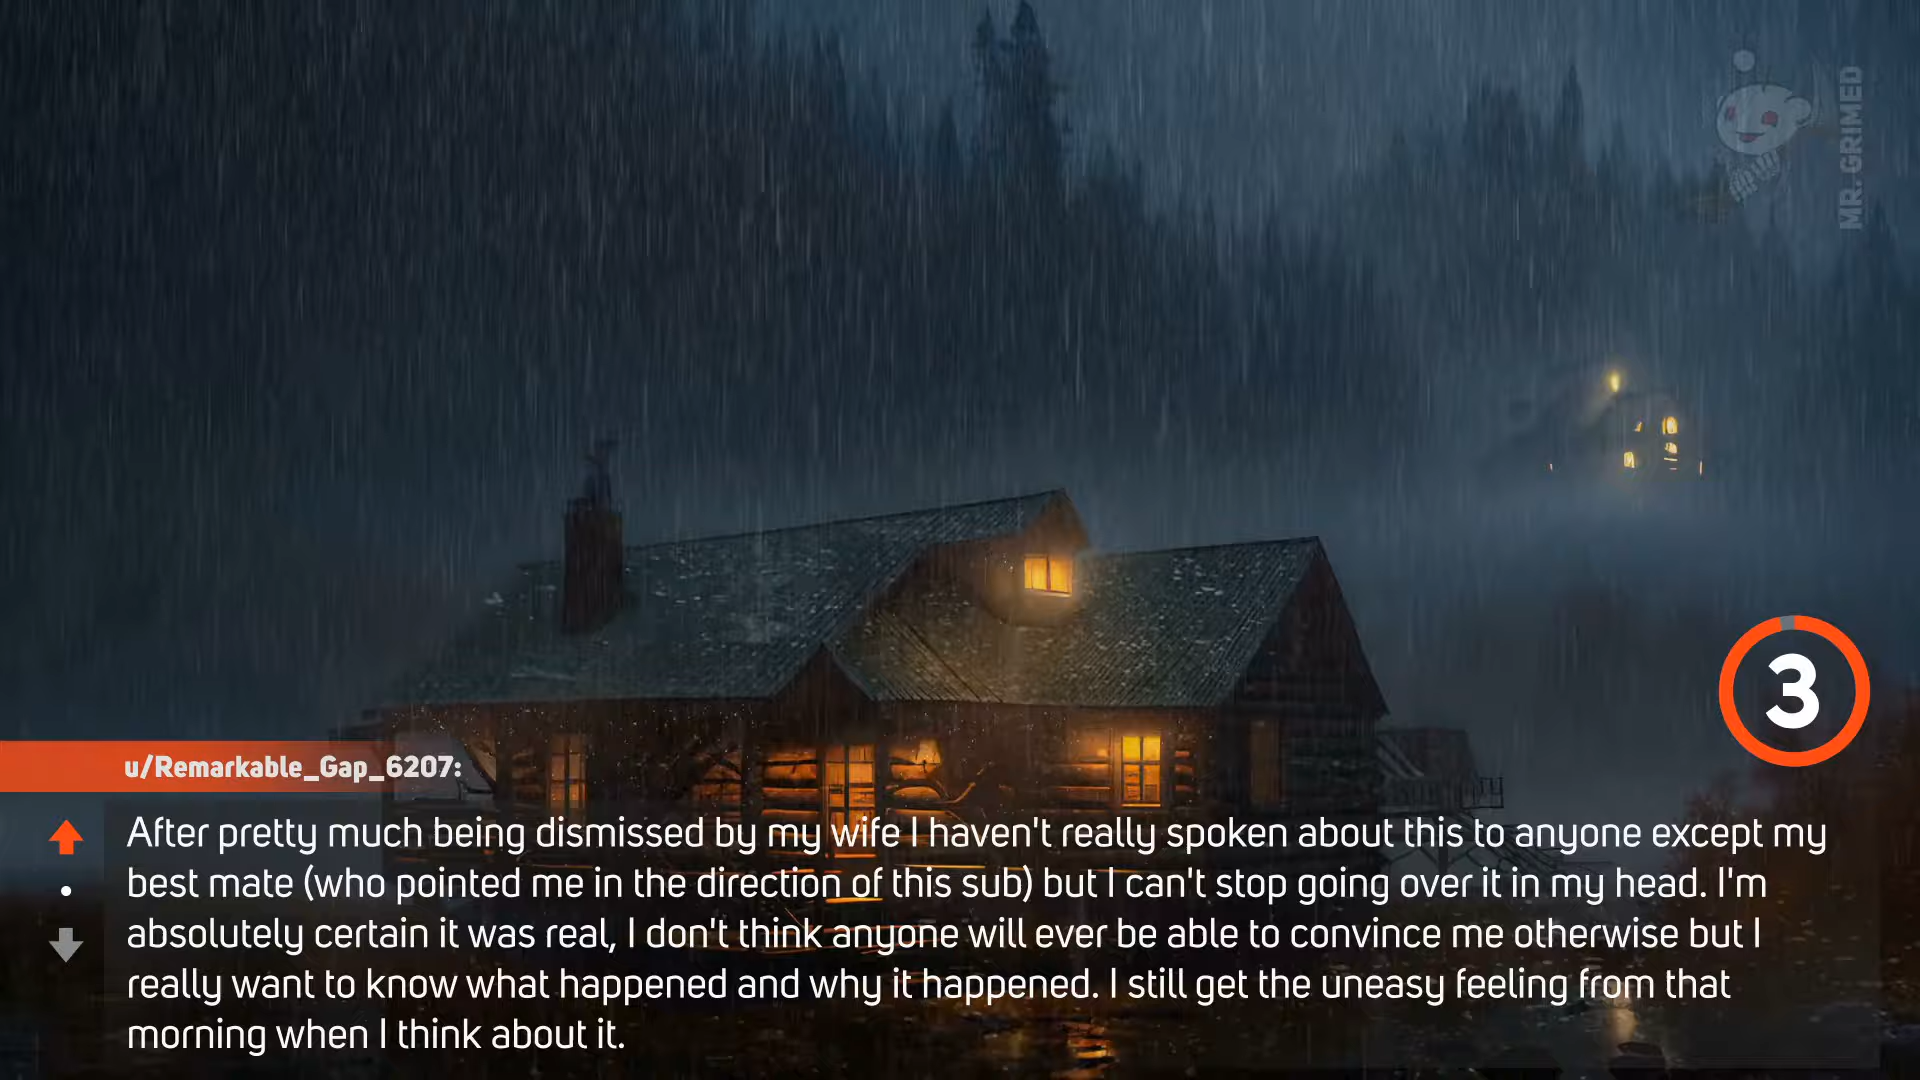 MR. GRIMED
3
u/Remarkable_Gap_6207:
After pretty much being dismissed by my wife I haven't really spoken about this to anyone except my
best mate (who pointed me in the direction of this sub) but I can't stop going over it in my head. I'm
absolutely certain it was real, I don't think anyone will ever be able to convince me otherwise but I
really want to know what happened and why it happened. I still get the uneasy feeling from that
morning when I think about it.